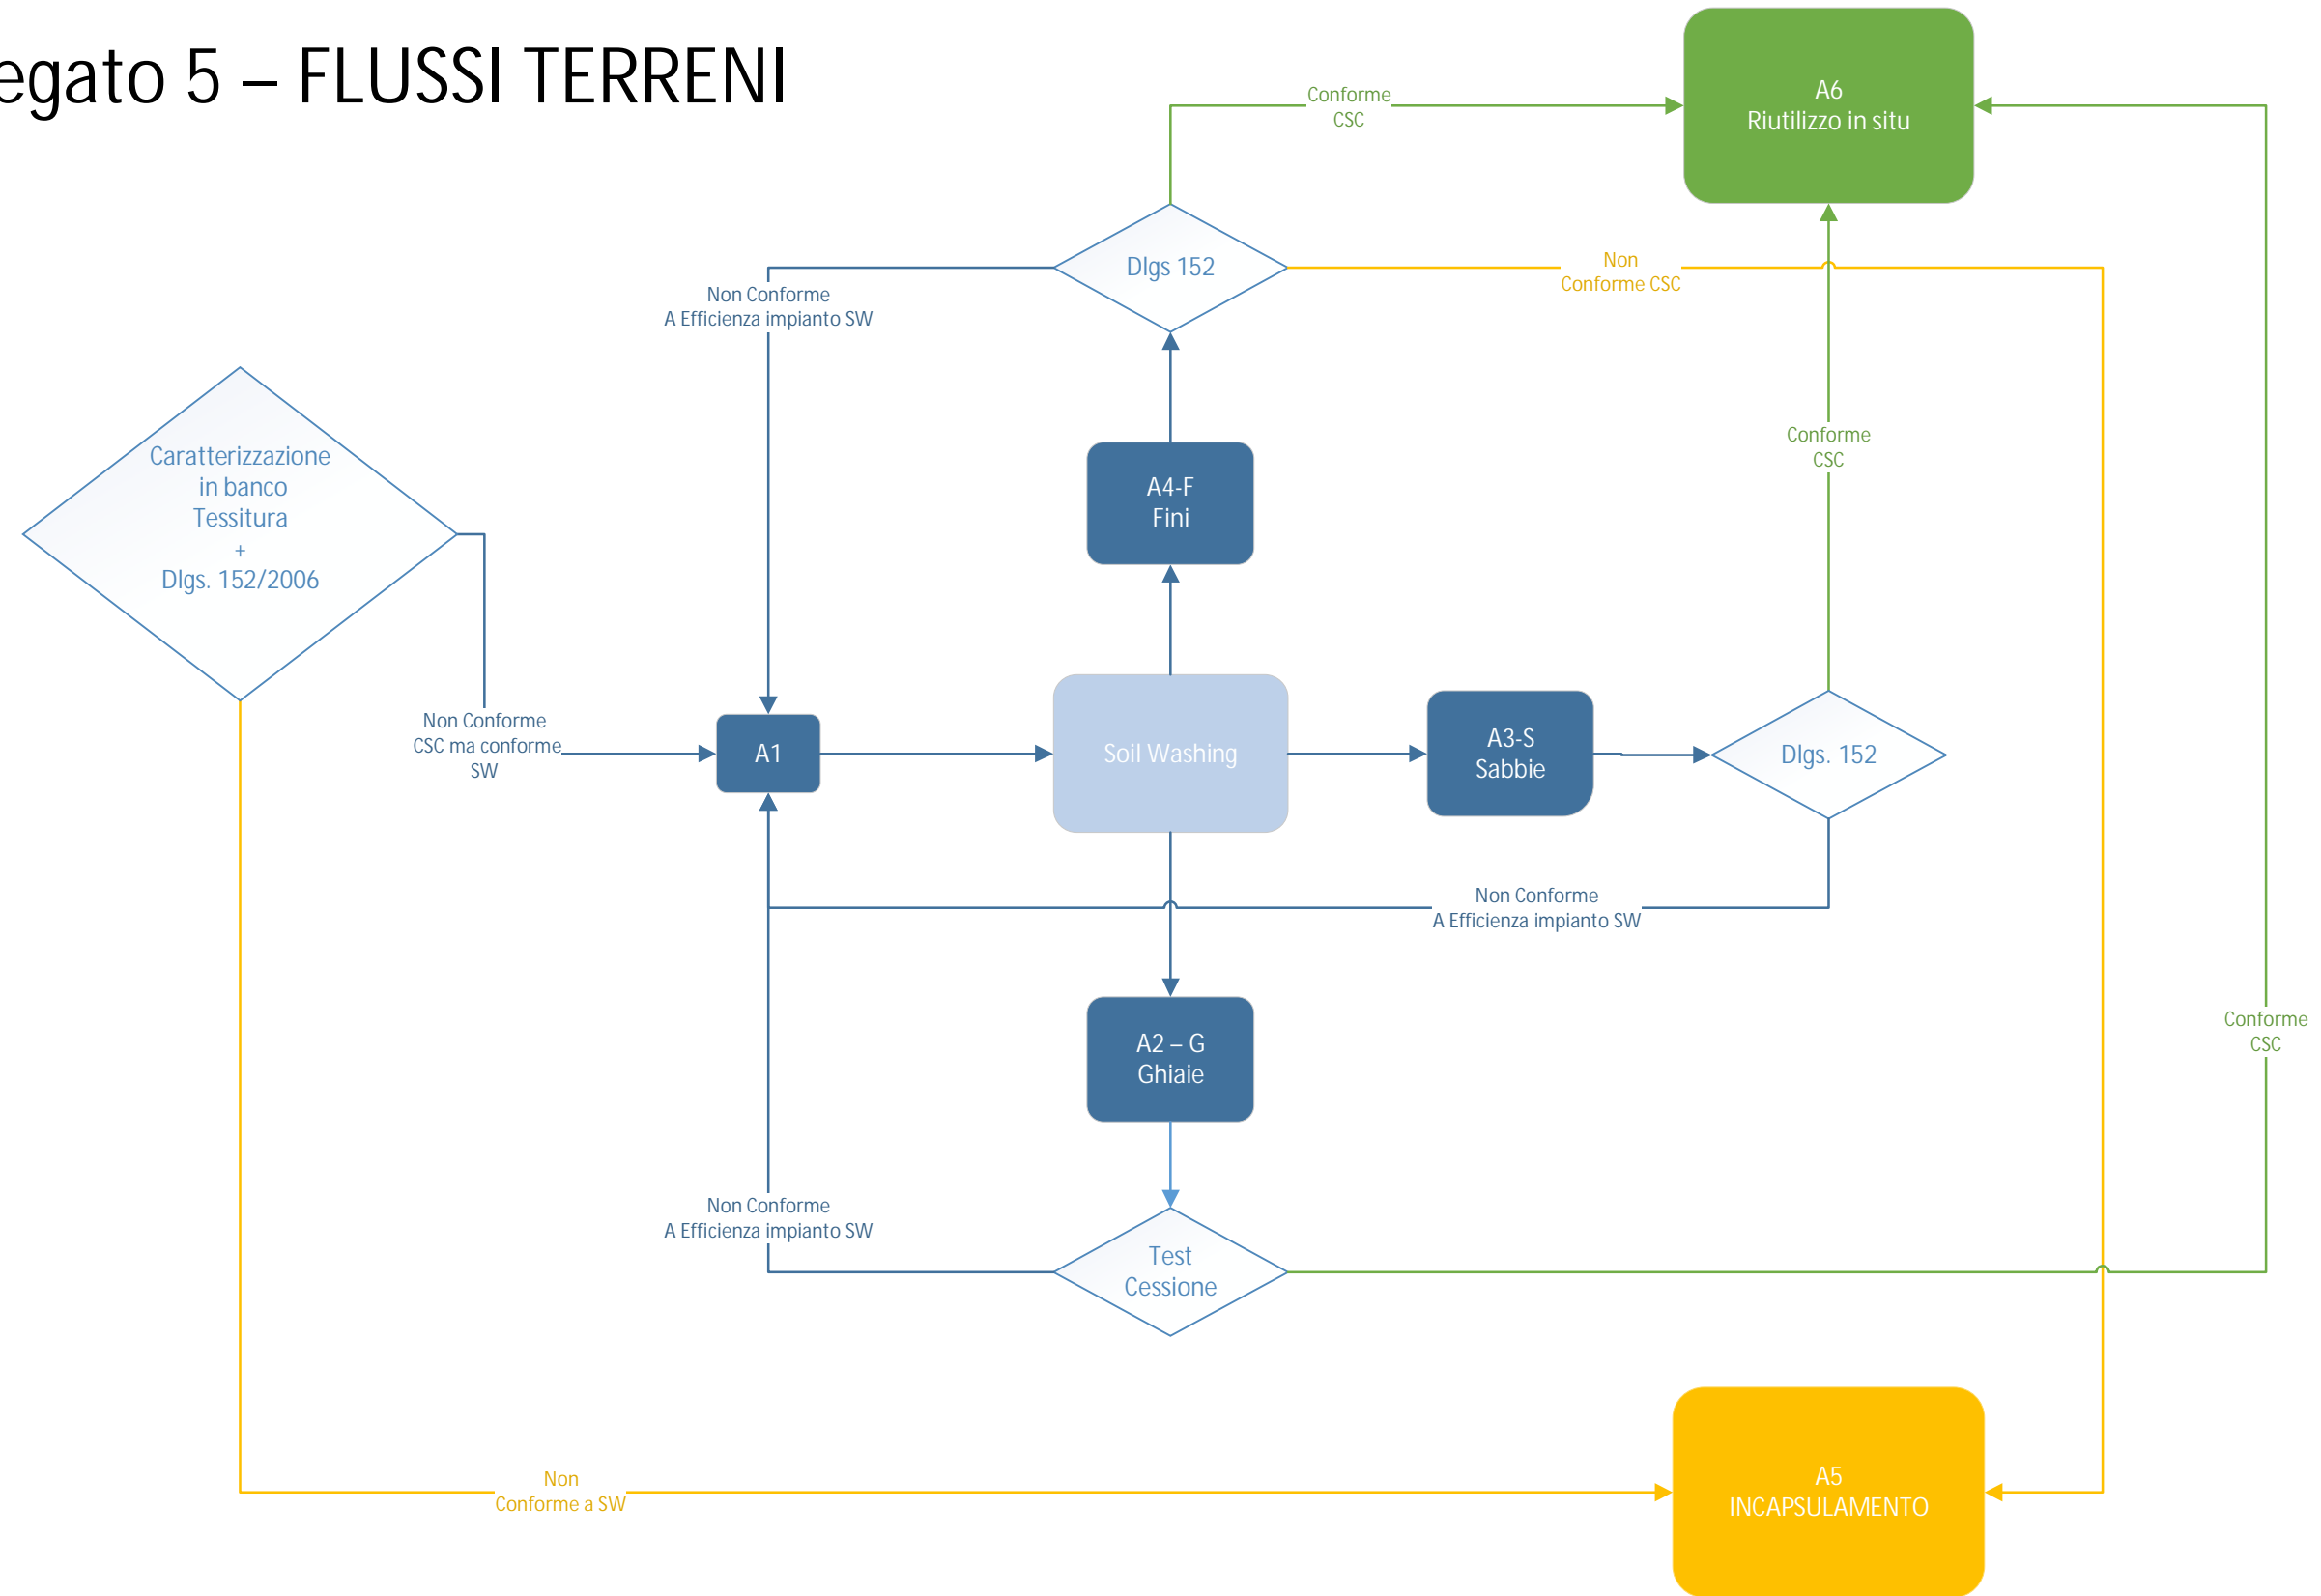 egato 5 – FLUSSI TERRENI
A6
Riutilizzo in situ
Conforme
CSC
Dlgs 152
Non
Conforme CSC
Non Conforme
A Efficienza impianto SW
Conforme
CSC
Caratterizzazione
in banco
Tessitura
+
Dlgs. 152/2006
A4-F
Fini
Non Conforme
CSC ma conforme
SW
A1
Soil Washing
A3-S
Sabbie
Dlgs. 152
Non Conforme
A Efficienza impianto SW
A2 – G
Ghiaie
Conforme
CSC
Non Conforme
A Efficienza impianto SW
Test
Cessione
Non
Conforme a SW
A5
INCAPSULAMENTO